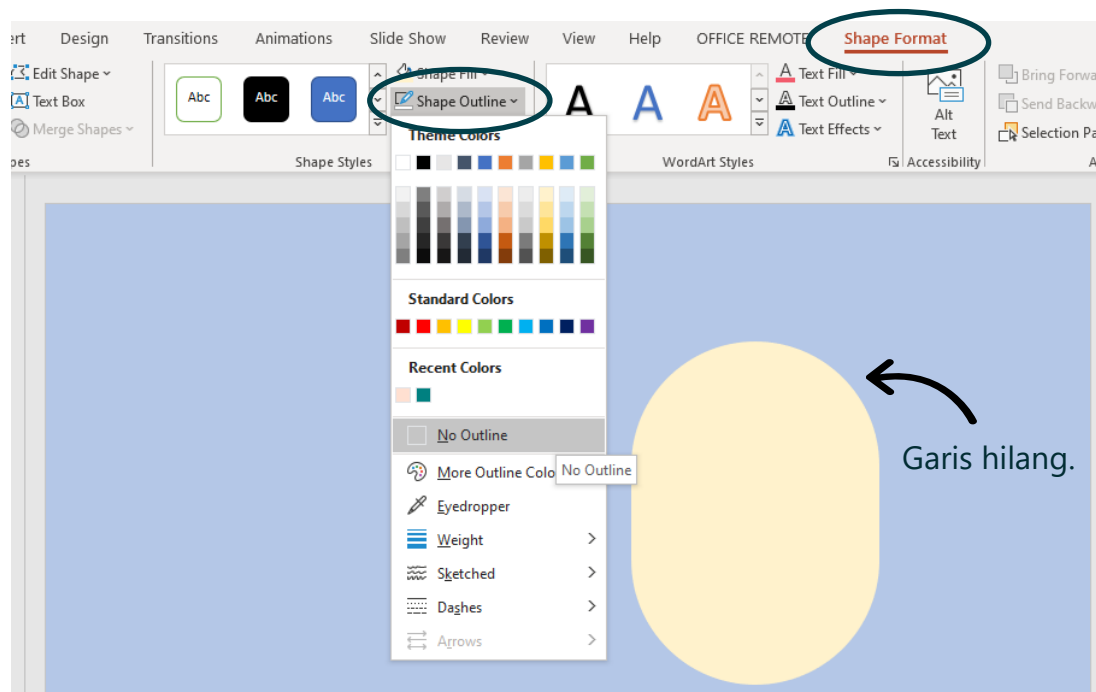 ert Design Transitions Animations Slide Show Review View Help OFFICE REMOTE Shape Format
Edit Shape
Text Box
Merge Shapes
pes
Abc Abc Abc
Shape Styles
Shape Fill
Shape Outline
A A A
WordArt Styles
Text Fill
Text Outline
Text Effects
Alt
Text
Accessibility
Bring Forwa
Send Backw
Selection Pa
A
Theme Colors
Standard Colors
Recent Colors
No Outline
More Outline Colo
No Outline
Eyedropper
Weight
Sketched
Dashes
Arrows
Garis hilang.